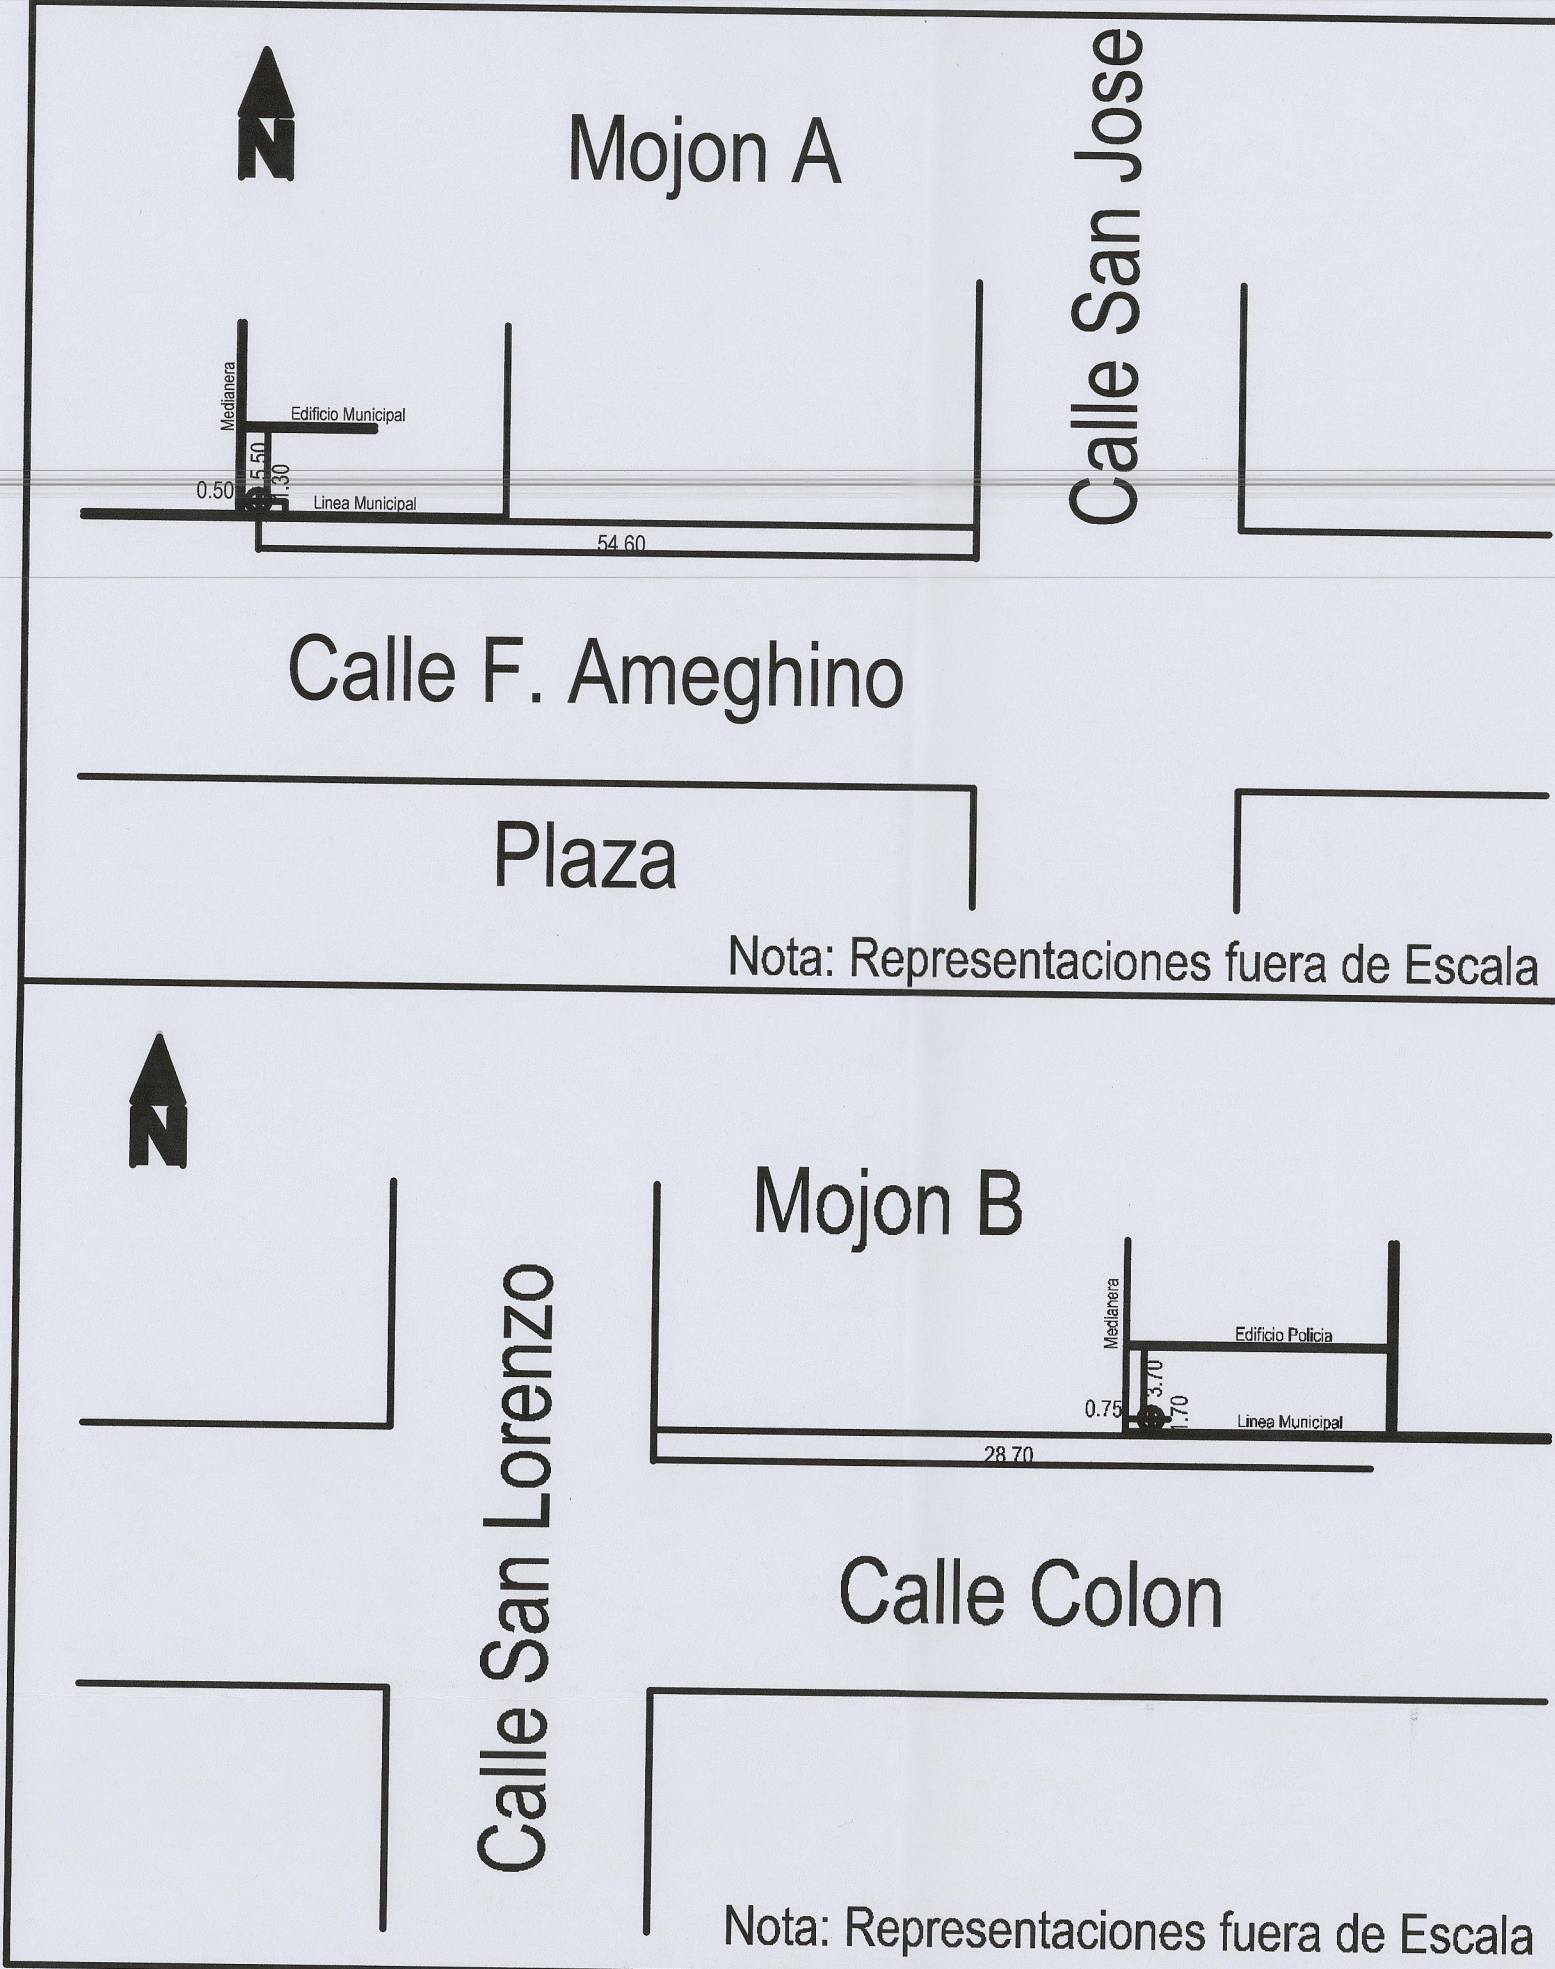 N
Mojon A
Calle San Jose
Medianera
Edificio Municipal
5.50
1.30
0.50
Linea Municipal
54.60
Calle F. Ameghino
Plaza
Nota: Representaciones fuera de Escala
N
Mojon B
Calle San Lorenzo
Medianera
Edificio Policia
3.70
1.70
0.75
Linea Municipal
28.70
Calle Colon
Nota: Representaciones fuera de Escala